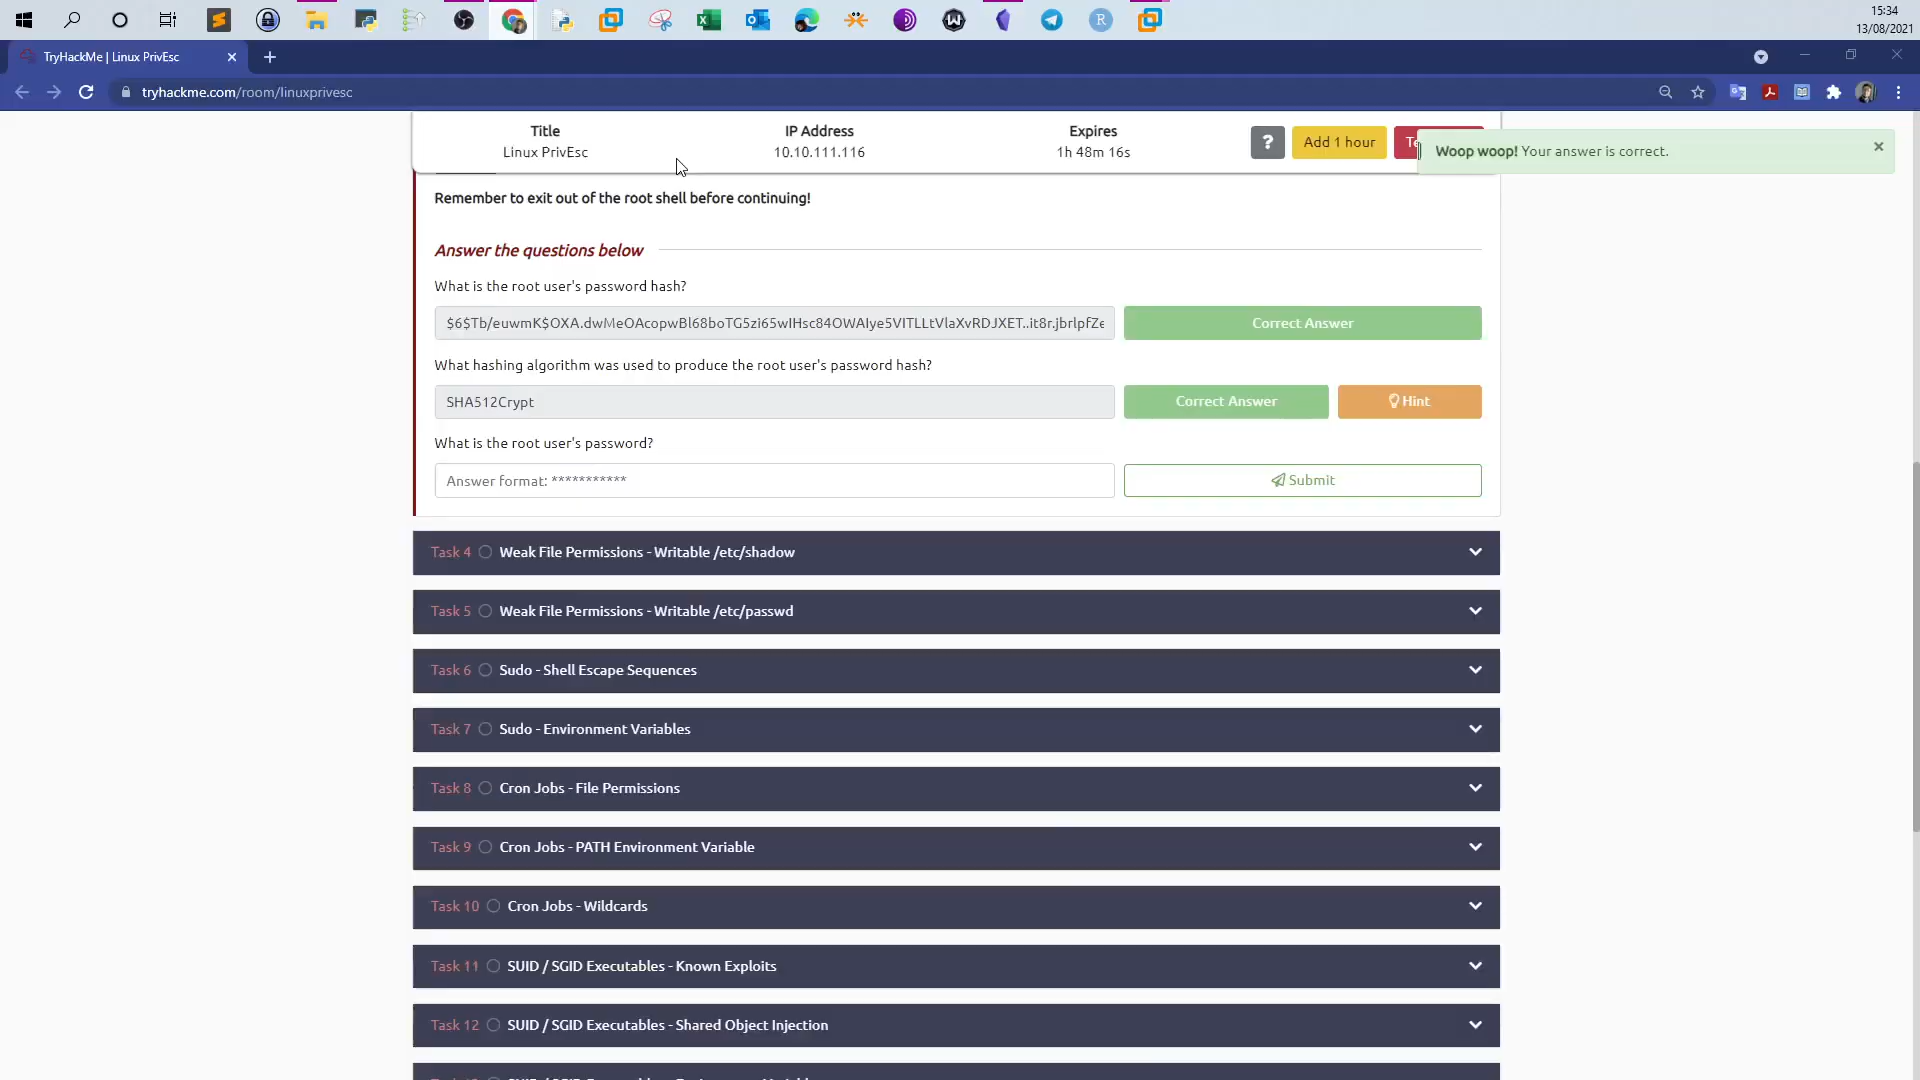 15:34
13/08/2021
TryHackMe | Linux PrivEsc
tryhackme.com/room/linuxprivesc
Title
Linux PrivEsc
IP Address
10.10.111.116
Expires
1h 48m 16s
?
Add 1 hour
Woop woop! Your answer is correct.
Remember to exit out of the root shell before continuing!
Answer the questions below
What is the root user's password hash?
$6$Tb/euwmK$OXA.dwMeOAcopwBl68boTG5zi65wIHsc84OWAIye5VITLLtVlaXvRDJXET..it8r.jbrlpfZe
Correct Answer
What hashing algorithm was used to produce the root user's password hash?
SHA512Crypt
Correct Answer
Hint
What is the root user's password?
Answer format: ***********
Submit
Task 4 Weak File Permissions - Writable /etc/shadow
Task 5 Weak File Permissions - Writable /etc/passwd
Task 6 Sudo - Shell Escape Sequences
Task 7 Sudo - Environment Variables
Task 8 Cron Jobs - File Permissions
Task 9 Cron Jobs - PATH Environment Variable
Task 10 Cron Jobs - Wildcards
Task 11 SUID / SGID Executables - Known Exploits
Task 12 SUID / SGID Executables - Shared Object Injection